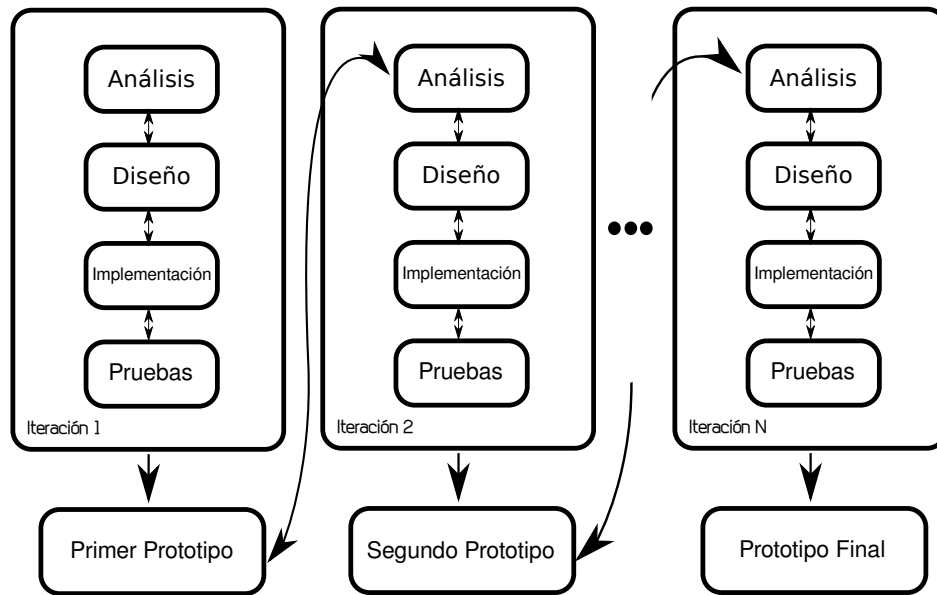 Análisis
Diseño
Implementación
Pruebas
Iteración 1
Primer Prototipo
Análisis
Diseño
Implementación
Pruebas
Iteración 2
Segundo Prototipo
Análisis
Diseño
Implementación
Pruebas
Iteración N
Prototipo Final